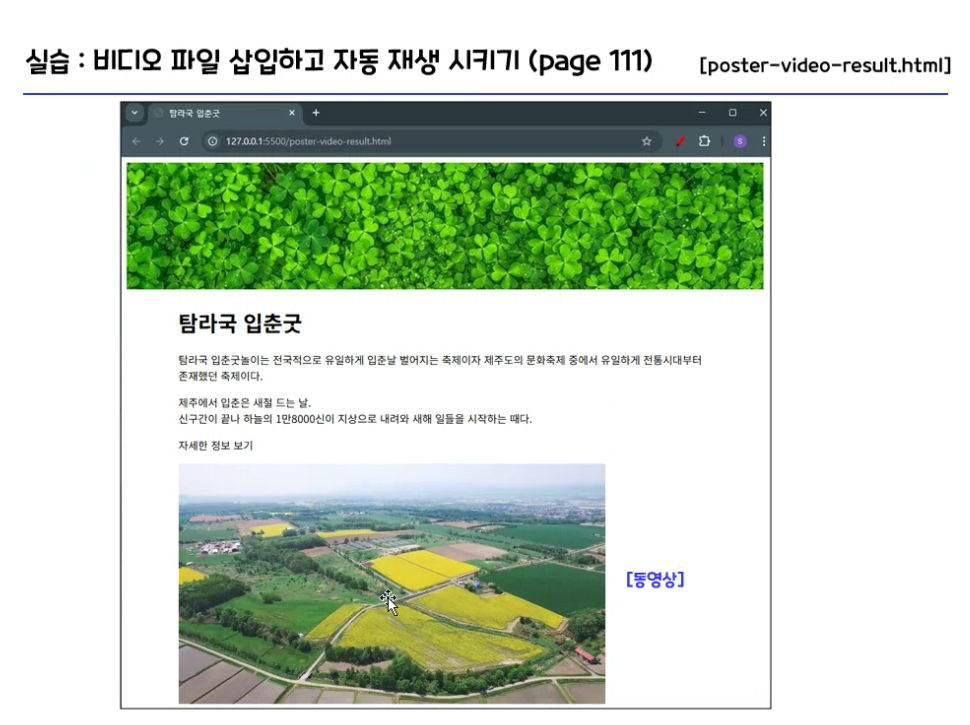 실습 : 비디오 파일 삽입하고 자동 재생 시키기 (page 111)
[poster-video-result.html]
탐라국 입춘굿
127.0.0.1:5500/poster-video-result.html
S
탐라국 입춘굿
탐라국 입춘굿놀이는 전국적으로 유일하게 입춘날 벌어지는 축제이자 제주도의 문화축제 중에서 유일하게 전통시대부터
존재했던 축제이다.
제주에서 입춘은 새철 드는 날.
신구간이 끝나 하늘의 1만8000신이 지상으로 내려와 새해 일들을 시작하는 때다.
자세한 정보 보기
[동영상]